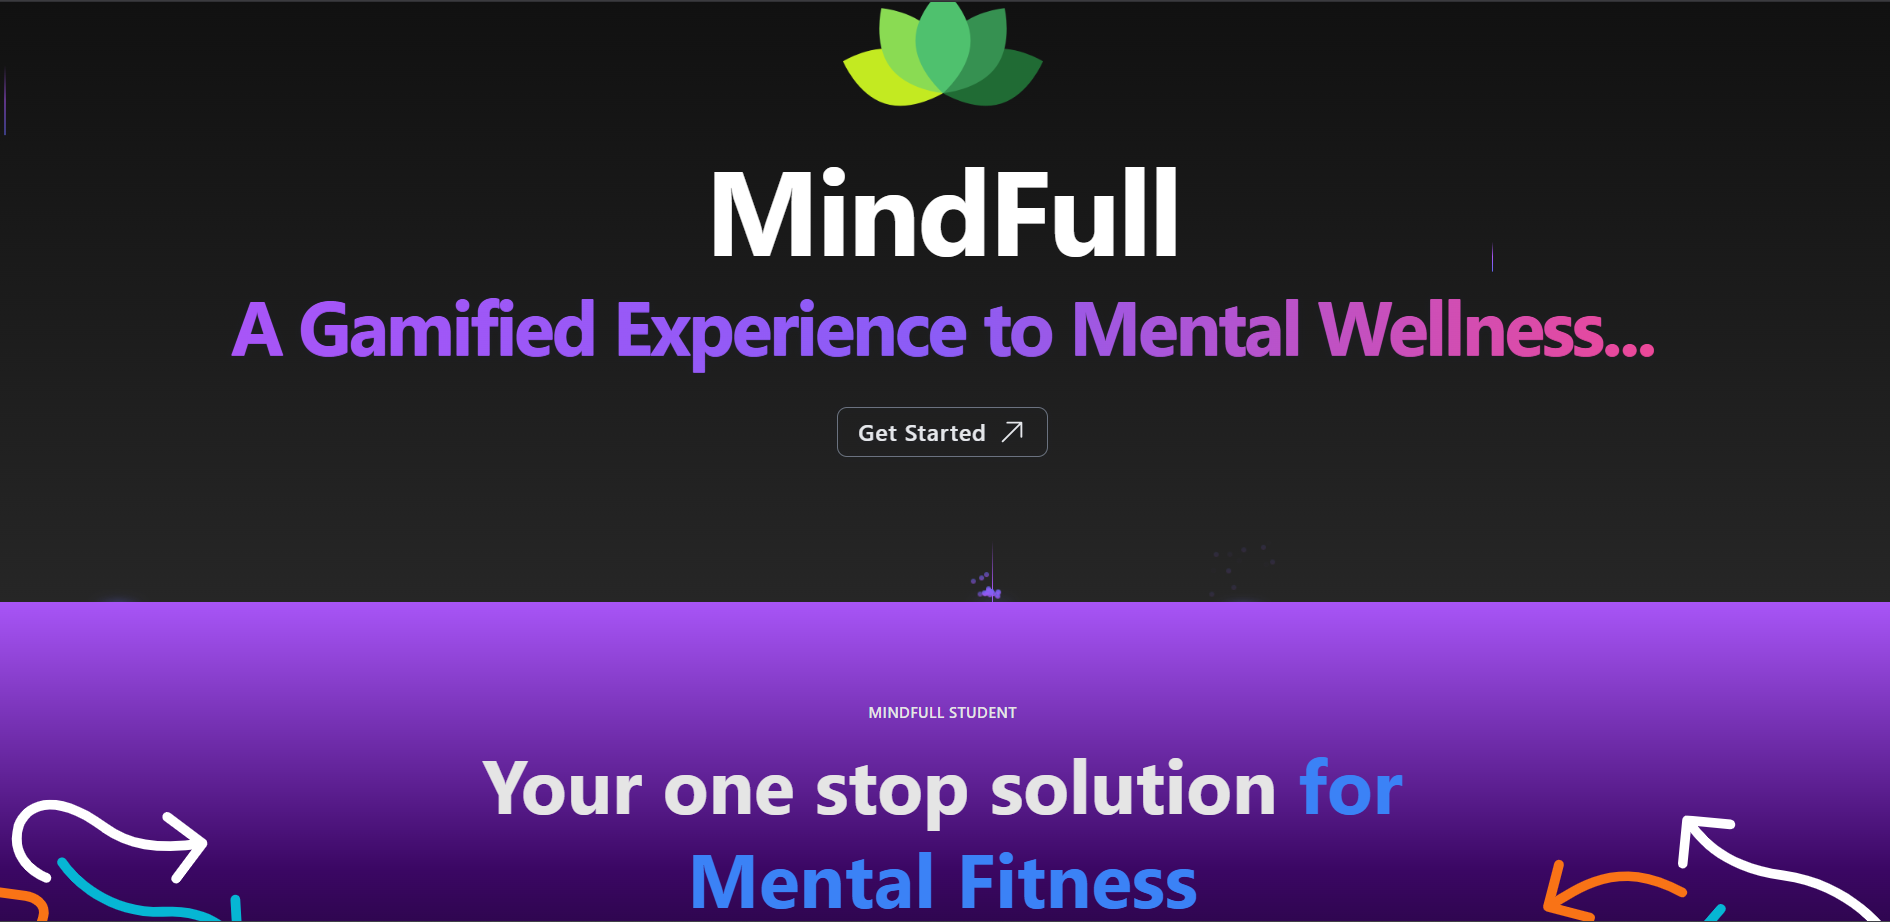 MindFull
A Gamified Experience to Mental Wellness...
Get Started
MINDFULL STUDENT
Your one stop solution for
Mental Fitness